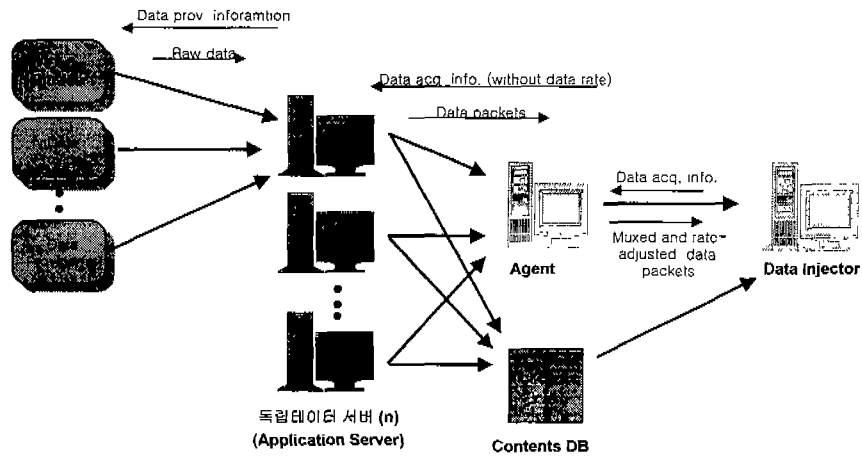 Data prov. inforamtion
Raw data
Data acq. info. (without data rate)
Data packets
Data acq. info.
Muxed and rate-
adjusted data
packets
Agent
Data Injector
독립데이터 서버 (n)
(Application Server)
Contents DB